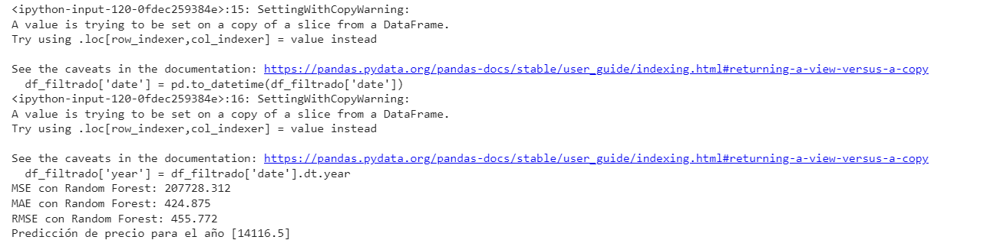 <ipython-input-120-0fdec259384e>:15: SettingWithCopyWarning:
A value is trying to be set on a copy of a slice from a DataFrame.
Try using .loc[row_indexer,col_indexer] = value instead

See the caveats in the documentation: https://pandas.pydata.org/pandas-docs/stable/user_guide/indexing.html#returning-a-view-versus-a-copy
  df_filtrado['date'] = pd.to_datetime(df_filtrado['date'])
<ipython-input-120-0fdec259384e>:16: SettingWithCopyWarning:
A value is trying to be set on a copy of a slice from a DataFrame.
Try using .loc[row_indexer,col_indexer] = value instead

See the caveats in the documentation: https://pandas.pydata.org/pandas-docs/stable/user_guide/indexing.html#returning-a-view-versus-a-copy
  df_filtrado['year'] = df_filtrado['date'].dt.year
MSE con Random Forest: 207728.312
MAE con Random Forest: 424.875
RMSE con Random Forest: 455.772
Predicción de precio para el año [14116.5]